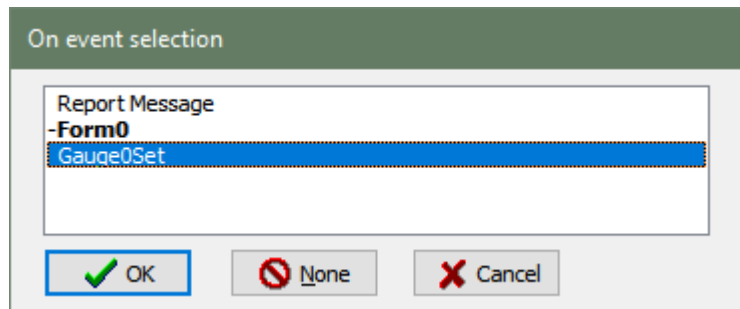 On event selection
Report Message
-Form0
Gauge0Set
OK
None
Cancel